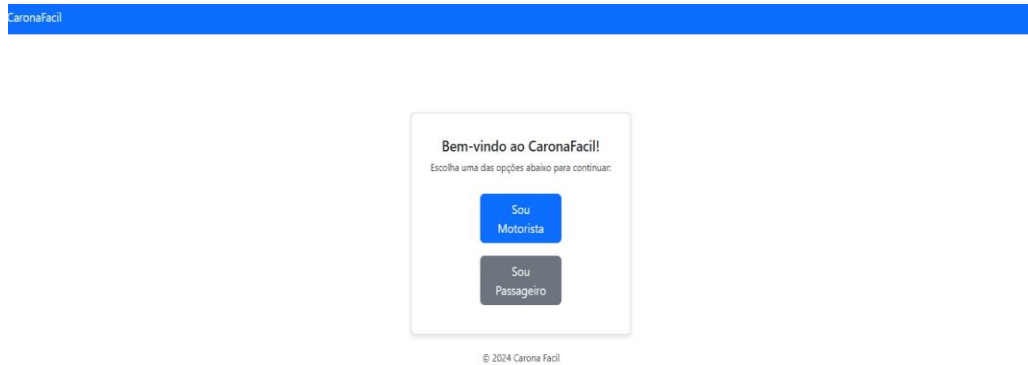 CaronaFacil
Bem-vindo ao CaronaFacil!
Escolha uma das opções abaixo para continuar:
Sou
Motorista
Sou
Passageiro
© 2024 Carona Facil